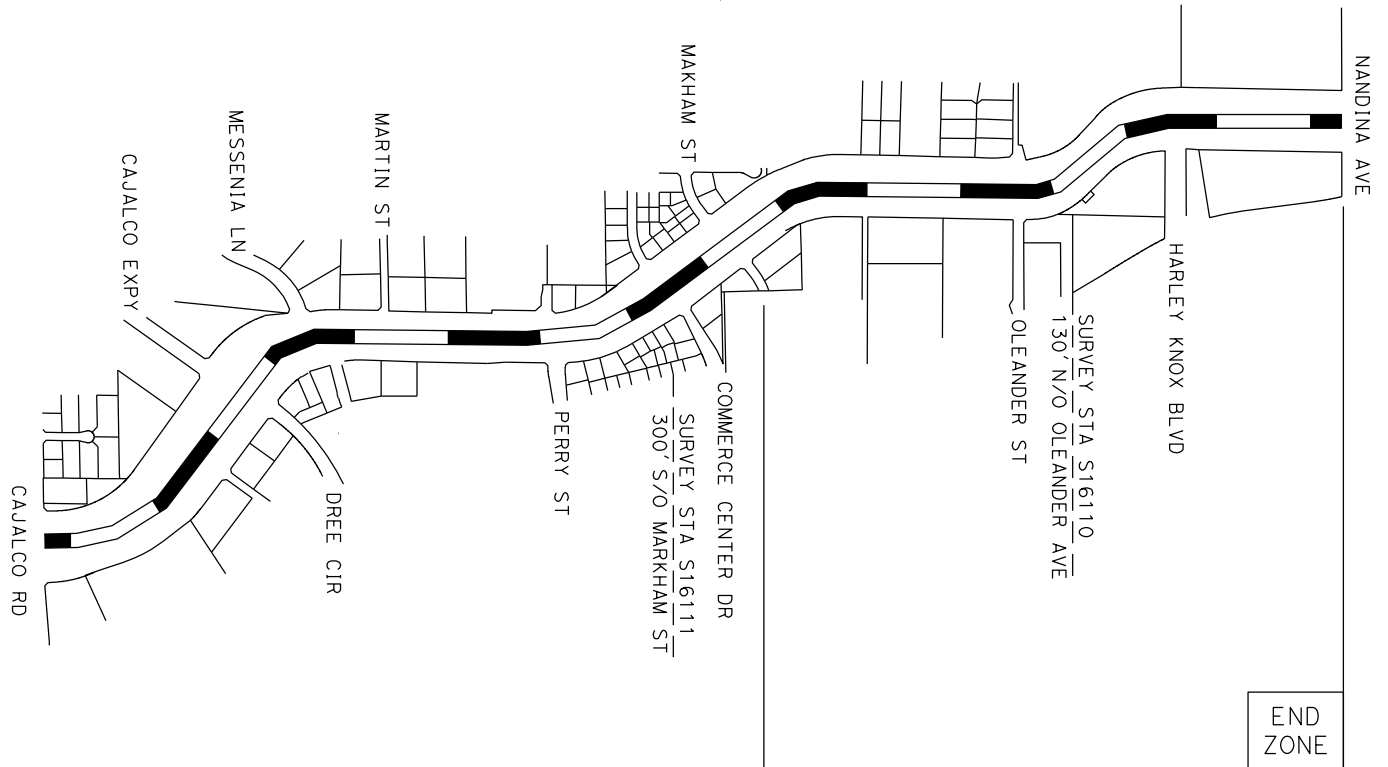 NANDINA AVE
MAKHAM ST
MESSENIA LN
MARTIN ST
CAJALCO EXPY
HARLEY KNOX BLVD
SURVEY STA S16110
130' N/O OLEANDER AVE
OLEANDER ST
COMMERCE CENTER DR
SURVEY STA S16111
300' S/O MARKHAM ST
PERRY ST
DREE CIR
CAJALCO RD
END
ZONE